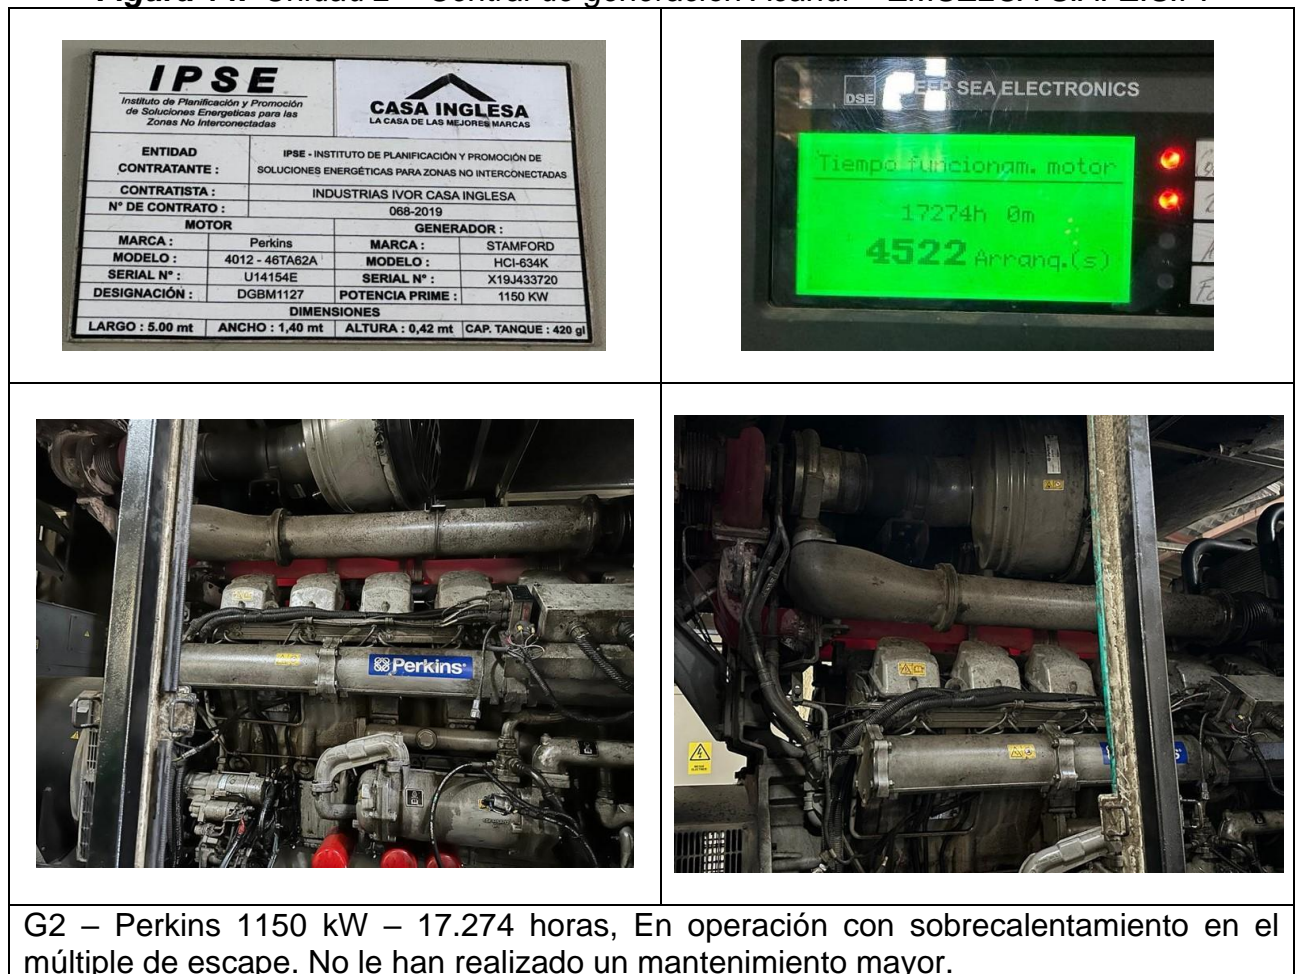 IPSE
Instituto de Planificación y Promoción
de Soluciones Energeticas para las
Zonas No Interconectadas
CASA INGLESA
LA CASA DE LAS MEJORES MARCAS
ENTIDAD CONTRATANTE : IPSE - INSTITUTO DE PLANIFICACIÓN Y PROMOCIÓN DE
SOLUCIONES ENERGÉTICAS PARA ZONAS NO INTERCONECTADAS
CONTRATISTA : INDUSTRIAS IVOR CASA INGLESA
N° DE CONTRATO : 068-2019
MOTOR GENERADOR :
MARCA : Perkins MARCA : STAMFORD
MODELO : 4012 - 46TA62A MODELO : HCI-634K
SERIAL N° : U14154E SERIAL N° : X19J433720
DESIGNACIÓN : DGBM1127 POTENCIA PRIME : 1150 KW
DIMENSIONES
LARGO : 5.00 mt ANCHO : 1,40 mt ALTURA : 0,42 mt CAP. TANQUE : 420 gl
DSE DEEP SEA ELECTRONICS
Tiempo funcionam. motor
17274h 0m
4522 Arranq.(s)
Perkins
G2 – Perkins 1150 kW – 17.274 horas, En operación con sobrecalentamiento en el
múltiple de escape. No le han realizado un mantenimiento mayor.